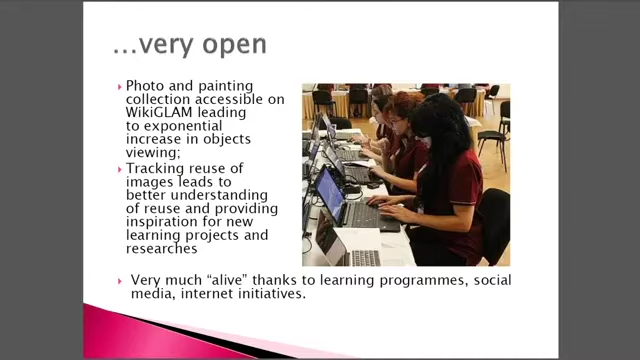 …very open
Photo and painting
collection accessible on
WikiGLAM leading
to exponential
increase in objects
viewing;
Tracking reuse of
images leads to
better understanding
of reuse and providing
inspiration for new
learning projects and
researches
Very much “alive” thanks to learning programmes, social
media, internet initiatives.